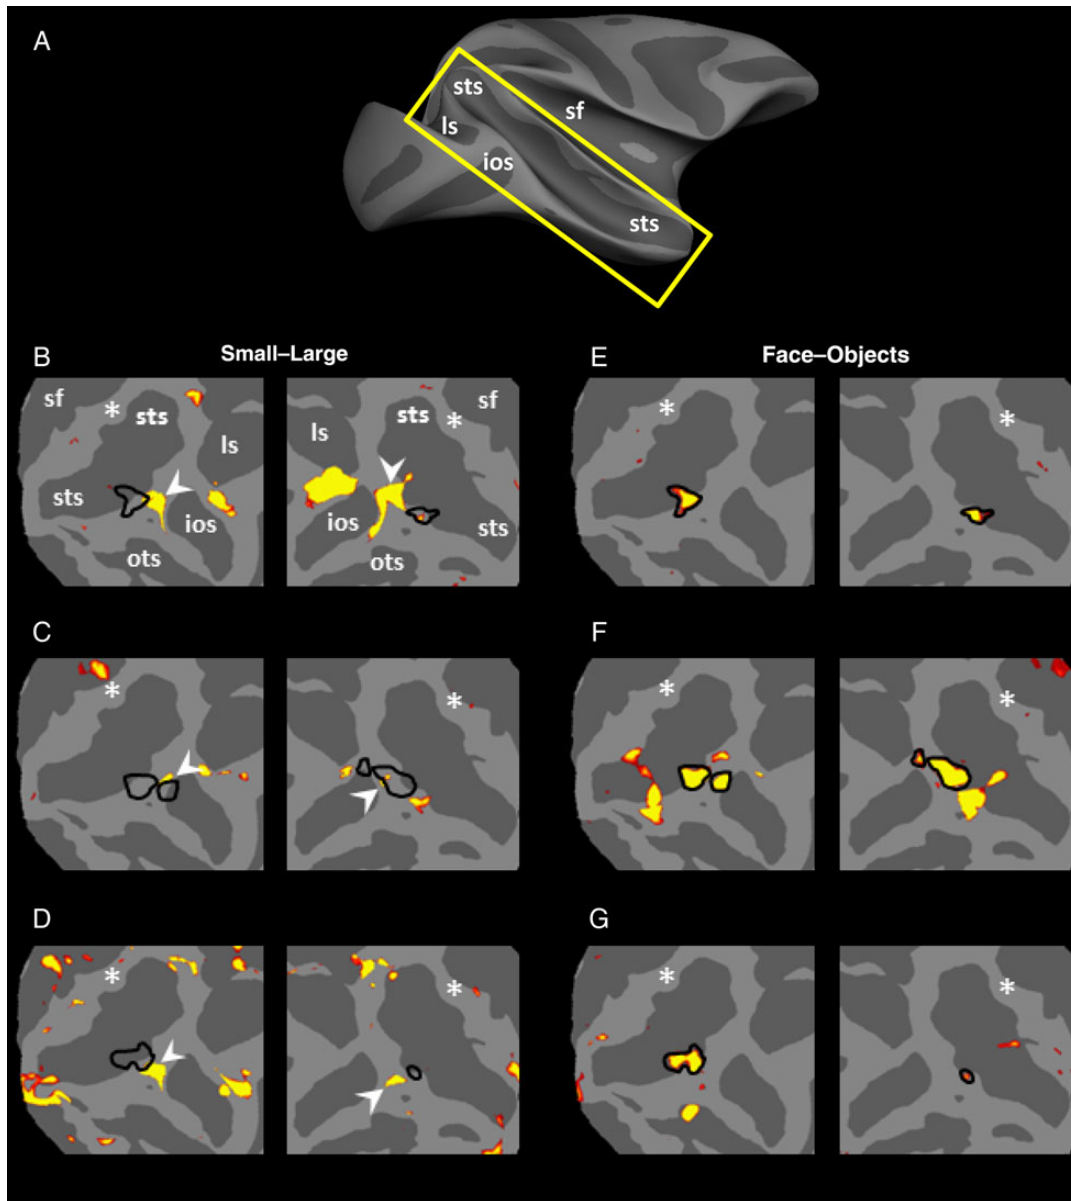 A
sts
sf
ls
ios
sts
B
Small–Large
E
Face–Objects
sf
*
sts
ls
sts
ios
ots
ls
sts
sf
*
ios
sts
ots
*
*
C
F
*
*
*
*
D
G
*
*
*
*